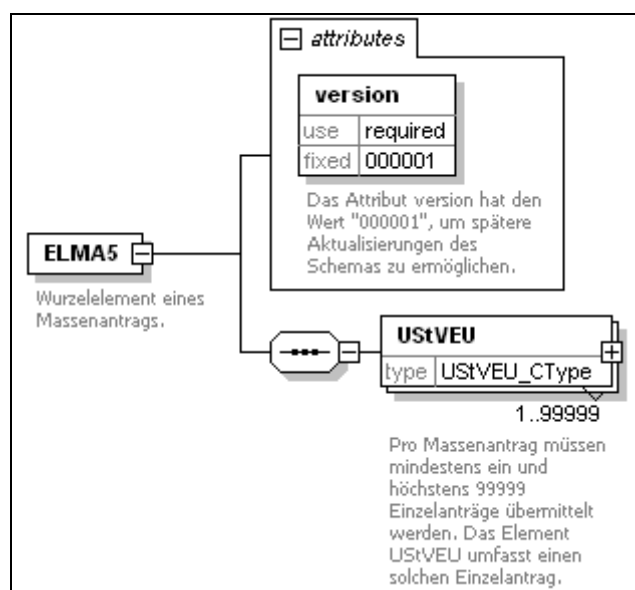 attributes
version
use required
fixed 000001
Das Attribut version hat den
Wert "000001", um spätere
Aktualisierungen des
Schemas zu ermöglichen.
ELMA5
Wurzelelement eines
Massenantrags.
UStVEU
type UStVEU_CType
1..99999
Pro Massenantrag müssen
mindestens ein und
höchstens 99999
Einzelanträge übermittelt
werden. Das Element
UStVEU umfasst einen
solchen Einzelantrag.